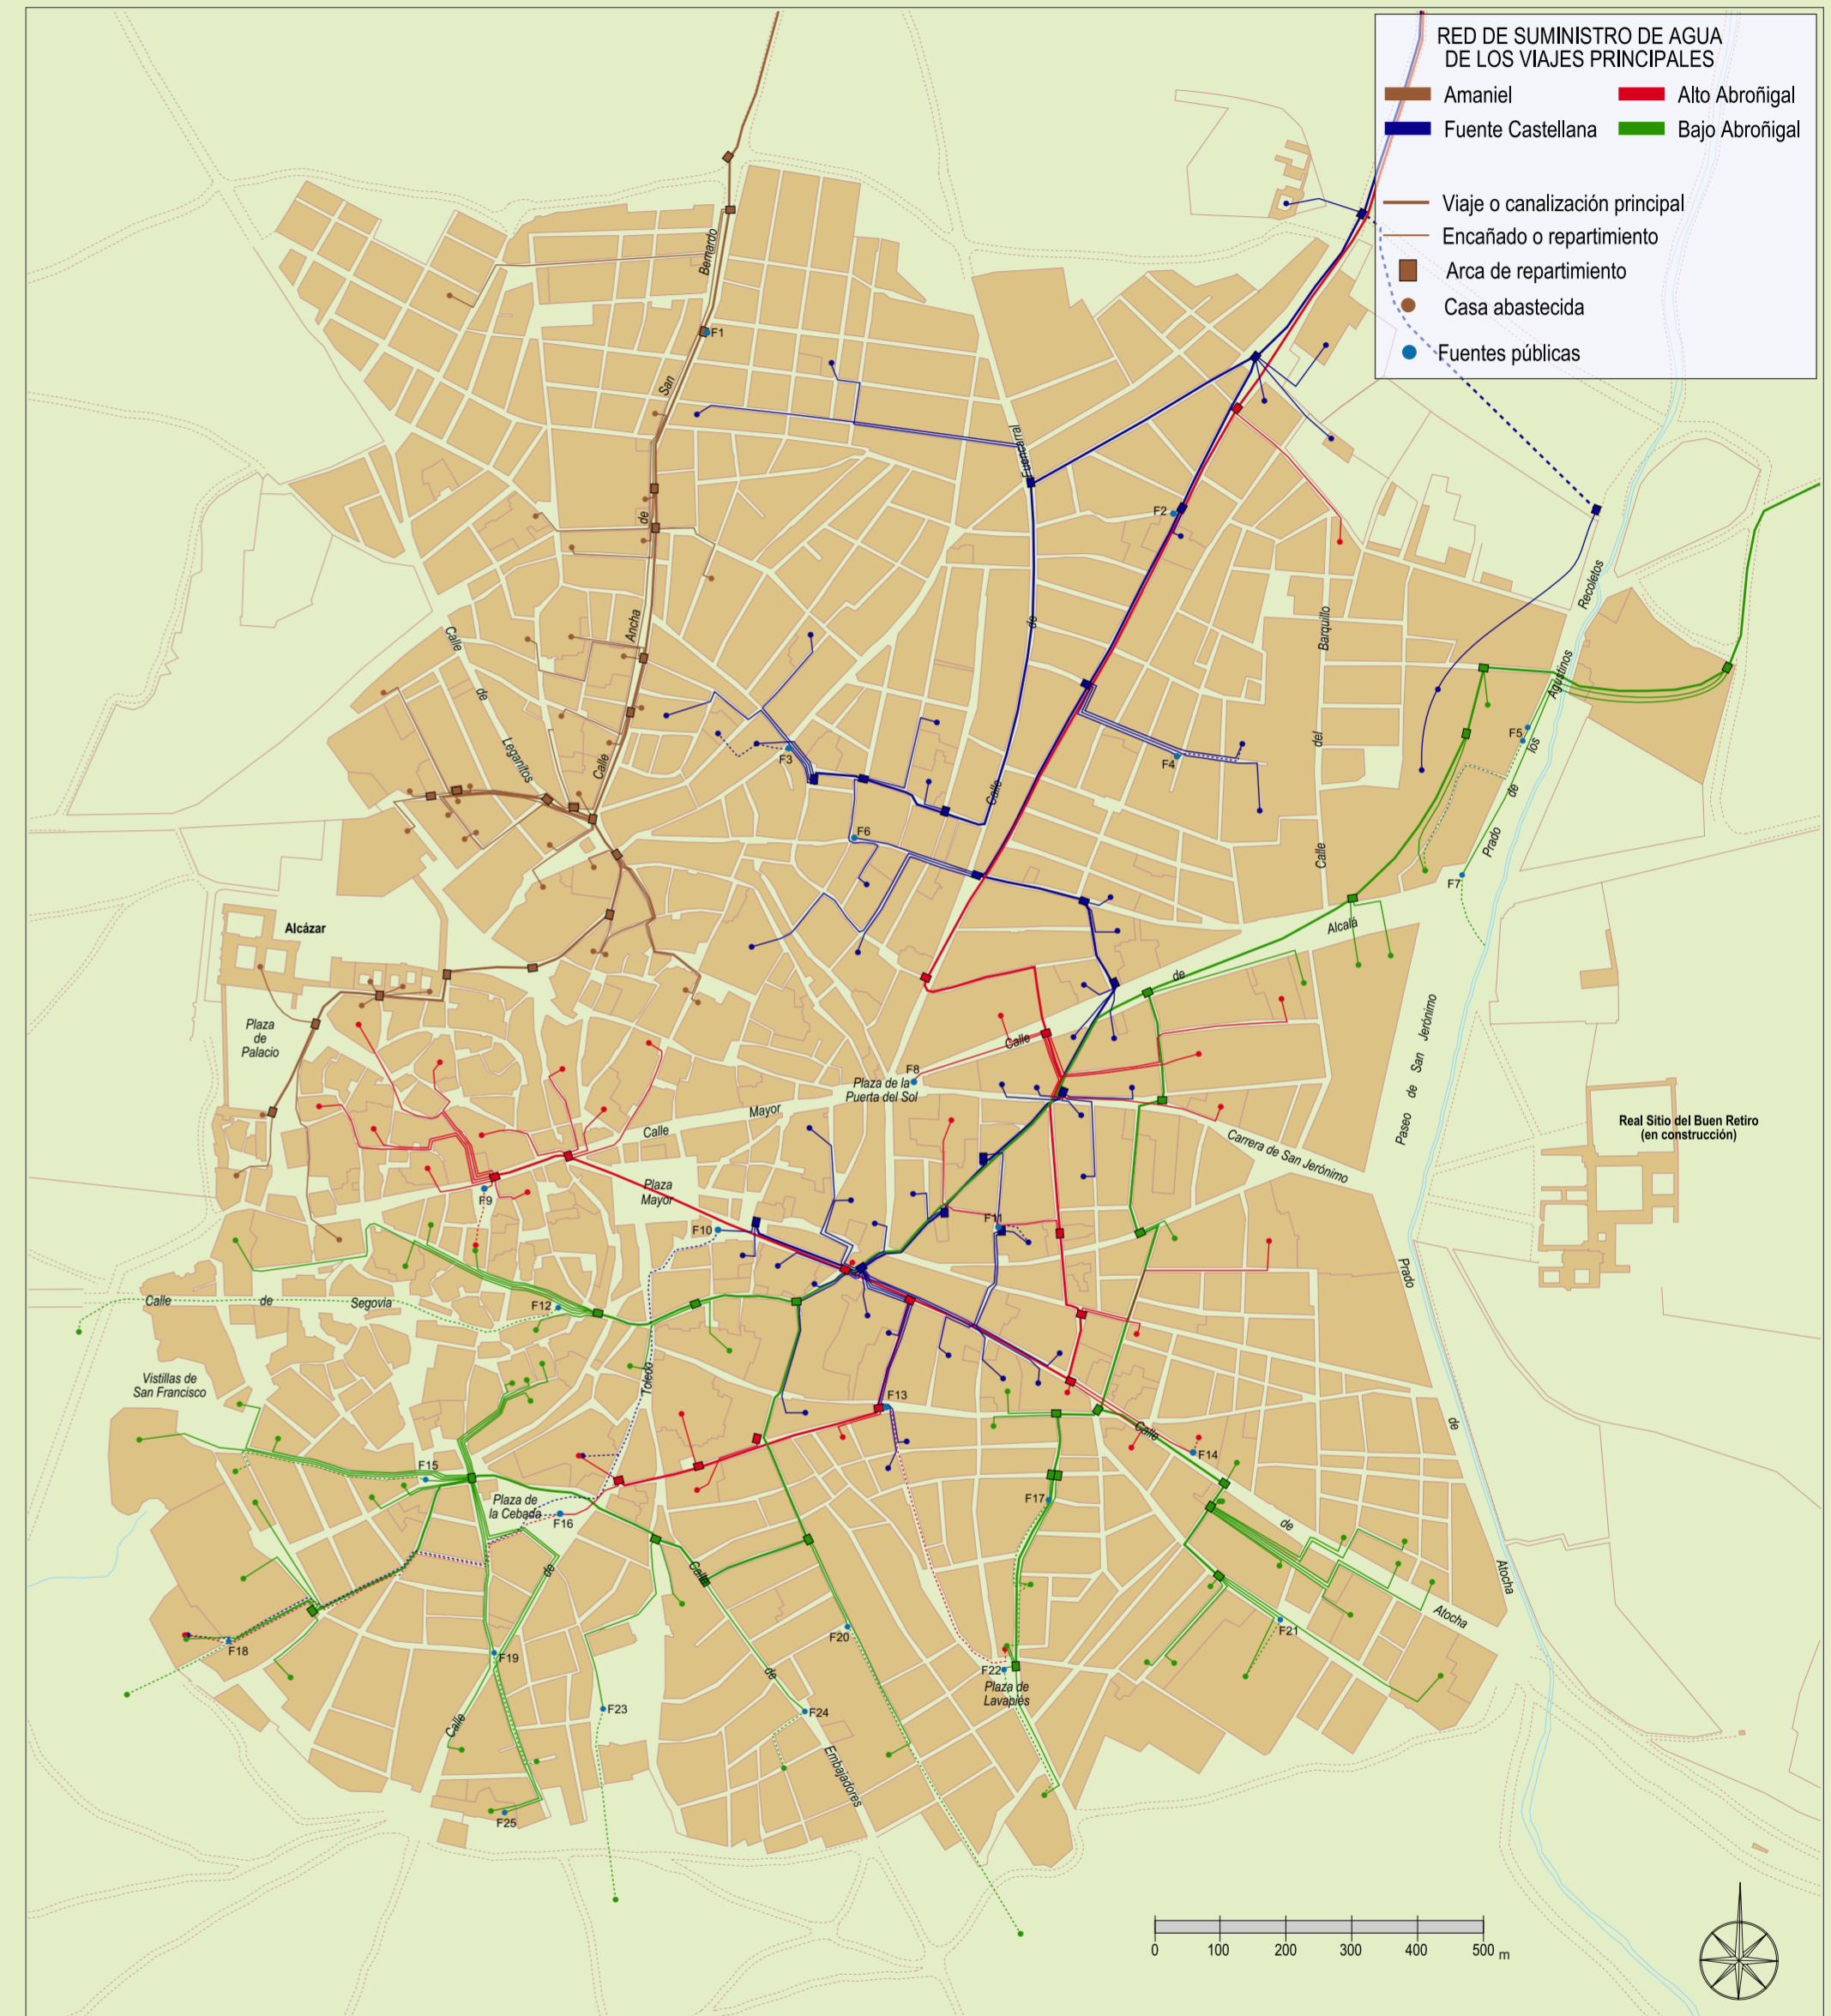 RED DE SUMINISTRO DE AGUA
DE LOS VIAJES PRINCIPALES
Amaniel
Alto Abroñigal
Fuente Castellana
Bajo Abroñigal
Viaje o canalización principal
Encañado o repartimiento
Arca de repartimiento
Casa abastecida
Fuentes públicas
Bernardo
F1
San
Fuencarral
de
F2
Recoletos
Ancha
Calle
de
Barquillo
de
Agustinos
Leganitos
Calle
F3
F4
del
F5
los
Calle
de
F6
Prado
Calle
F7
Alcázar
Alcalá
de
Plaza
de
Palacio
Calle
F8
Plaza de la
Puerta del Sol
Paseo de San Jerónimo
Mayor
Calle
Real Sitio del Buen Retiro
(en construcción)
Carrera de San Jerónimo
Plaza
Mayor
F9
F10
F11
Prado
Calle
de
Segovia
F12
Vistillas de
San Francisco
Toledo
F13
de
Calle
F14
F15
Plaza de
la Cebada
F16
F17
de
de
Calle
Atocha
Atocha
F18
F19
F20
F21
de
F22
Plaza de
Lavapiés
Calle
F23
F24
Embajadores
F25
0 100 200 300 400 500 m